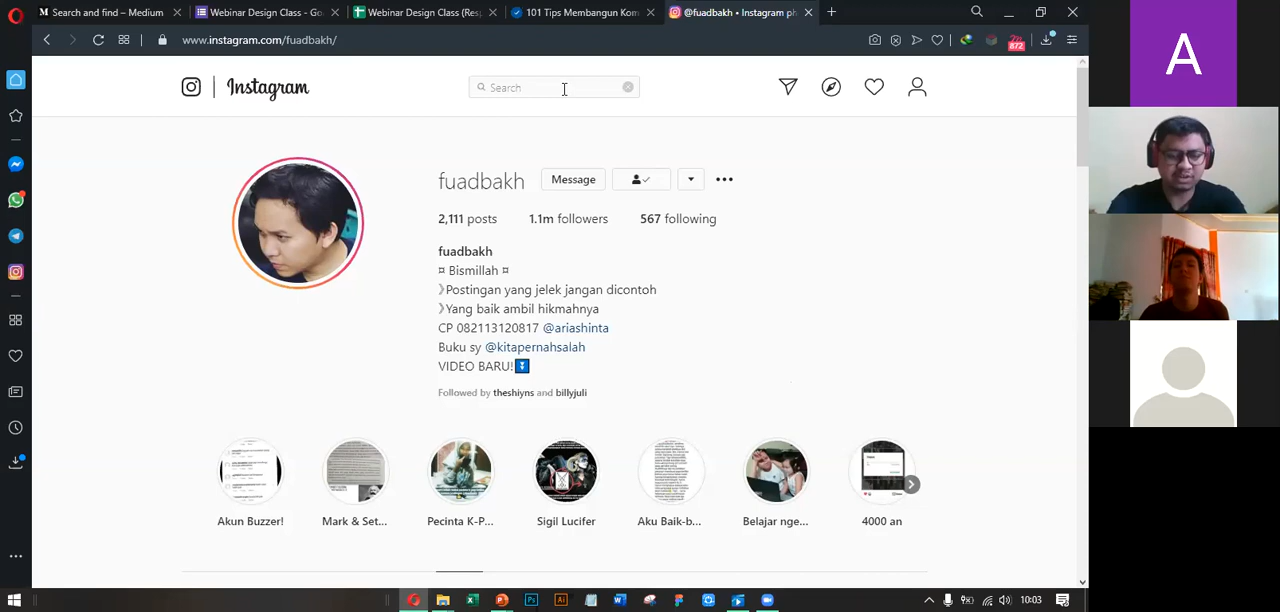 Search and find – Medium
Webinar Design Class - Go
Webinar Design Class (Res
101 Tips Membangun Kom
@fuadbakh • Instagram ph
www.instagram.com/fuadbakh/
872
Instagram
Search
fuadbakh
Message
2,111 posts 1.1m followers 567 following
fuadbakh
¤ Bismillah ¤
》Postingan yang jelek jangan dicontoh
》Yang baik ambil hikmahnya
CP 082113120817 @ariashinta
Buku sy @kitapernahsalah
VIDEO BARU!⏬
Followed by theshiyns and billyjuli
Akun Buzzer!
Mark & Set...
Pecinta K-P...
Sigil Lucifer
Aku Baik-b...
Belajar nge...
4000 an
10:03
A